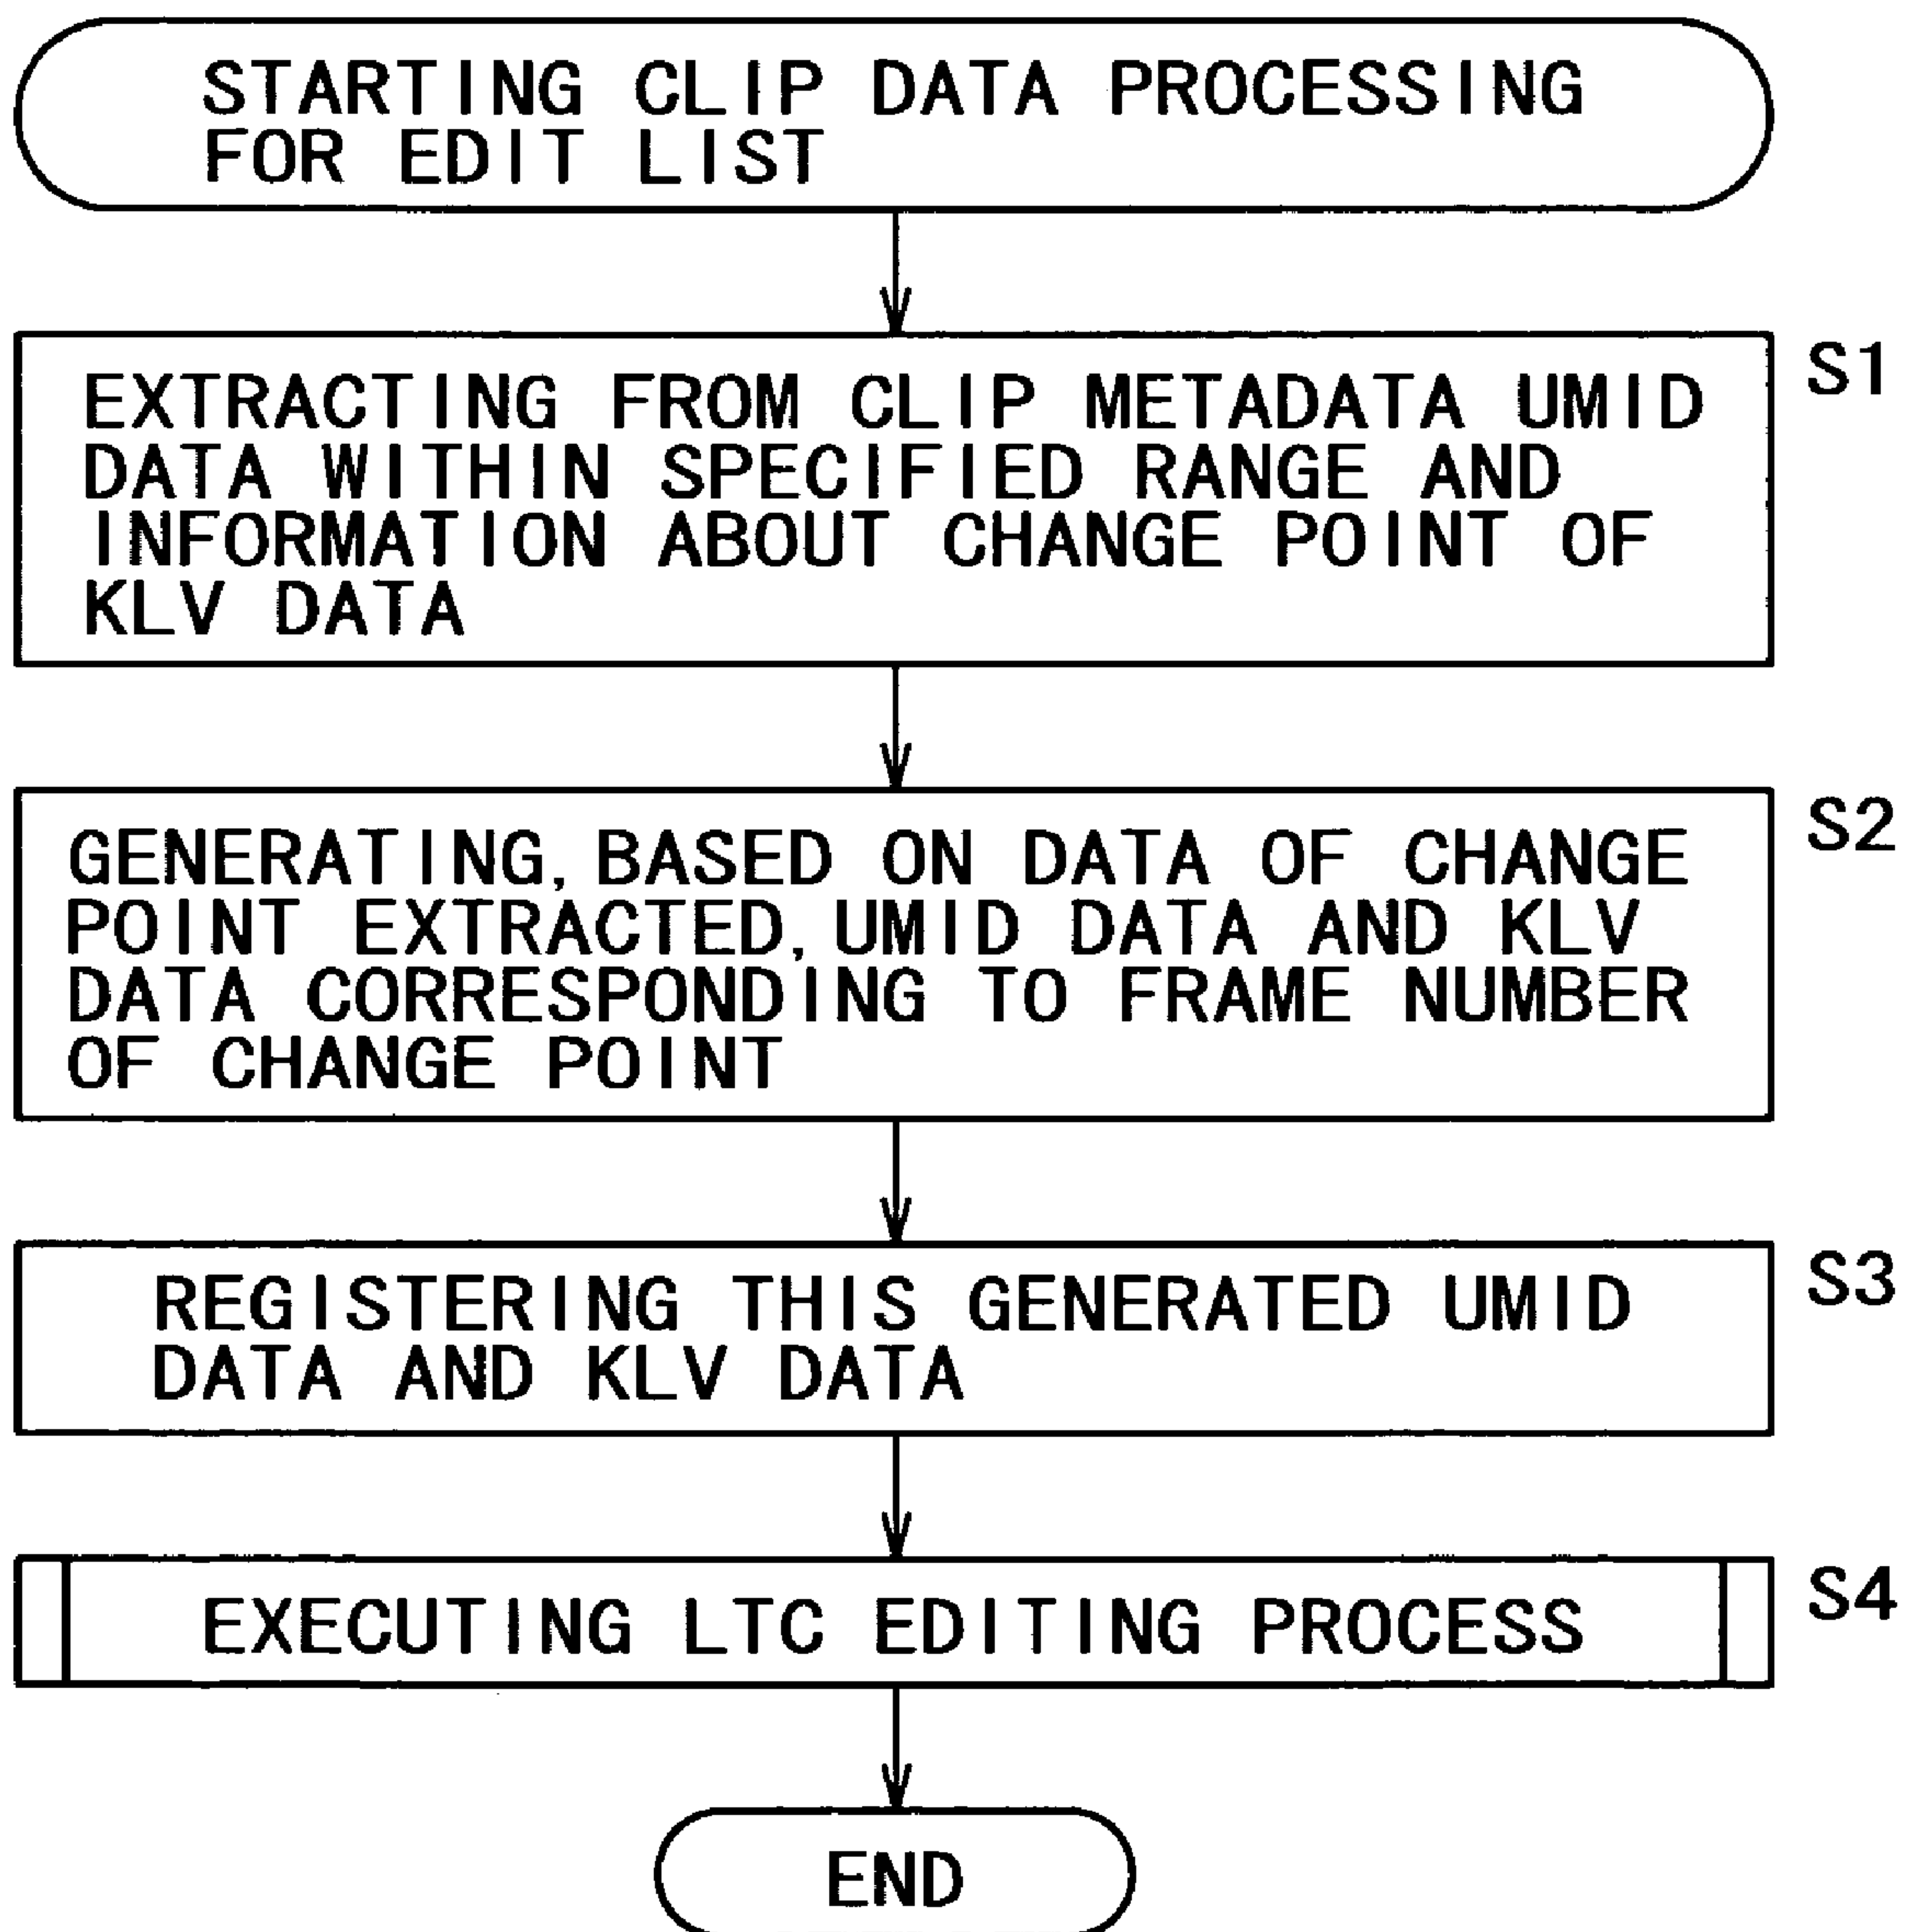 STARTING CLIP DATA PROCESSING
FOR EDIT LIST
S1
EXTRACTING FROM CLIP METADATA UMID
DATA WITHIN SPECIFIED RANGE AND
INFORMATION ABOUT CHANGE POINT OF
KLV DATA
S2
GENERATING, BASED ON DATA OF CHANGE
POINT EXTRACTED, UMID DATA AND KLV
DATA CORRESPONDING TO FRAME NUMBER
OF CHANGE POINT
S3
REGISTERING THIS GENERATED UMID
DATA AND KLV DATA
S4
EXECUTING LTC EDITING PROCESS
END